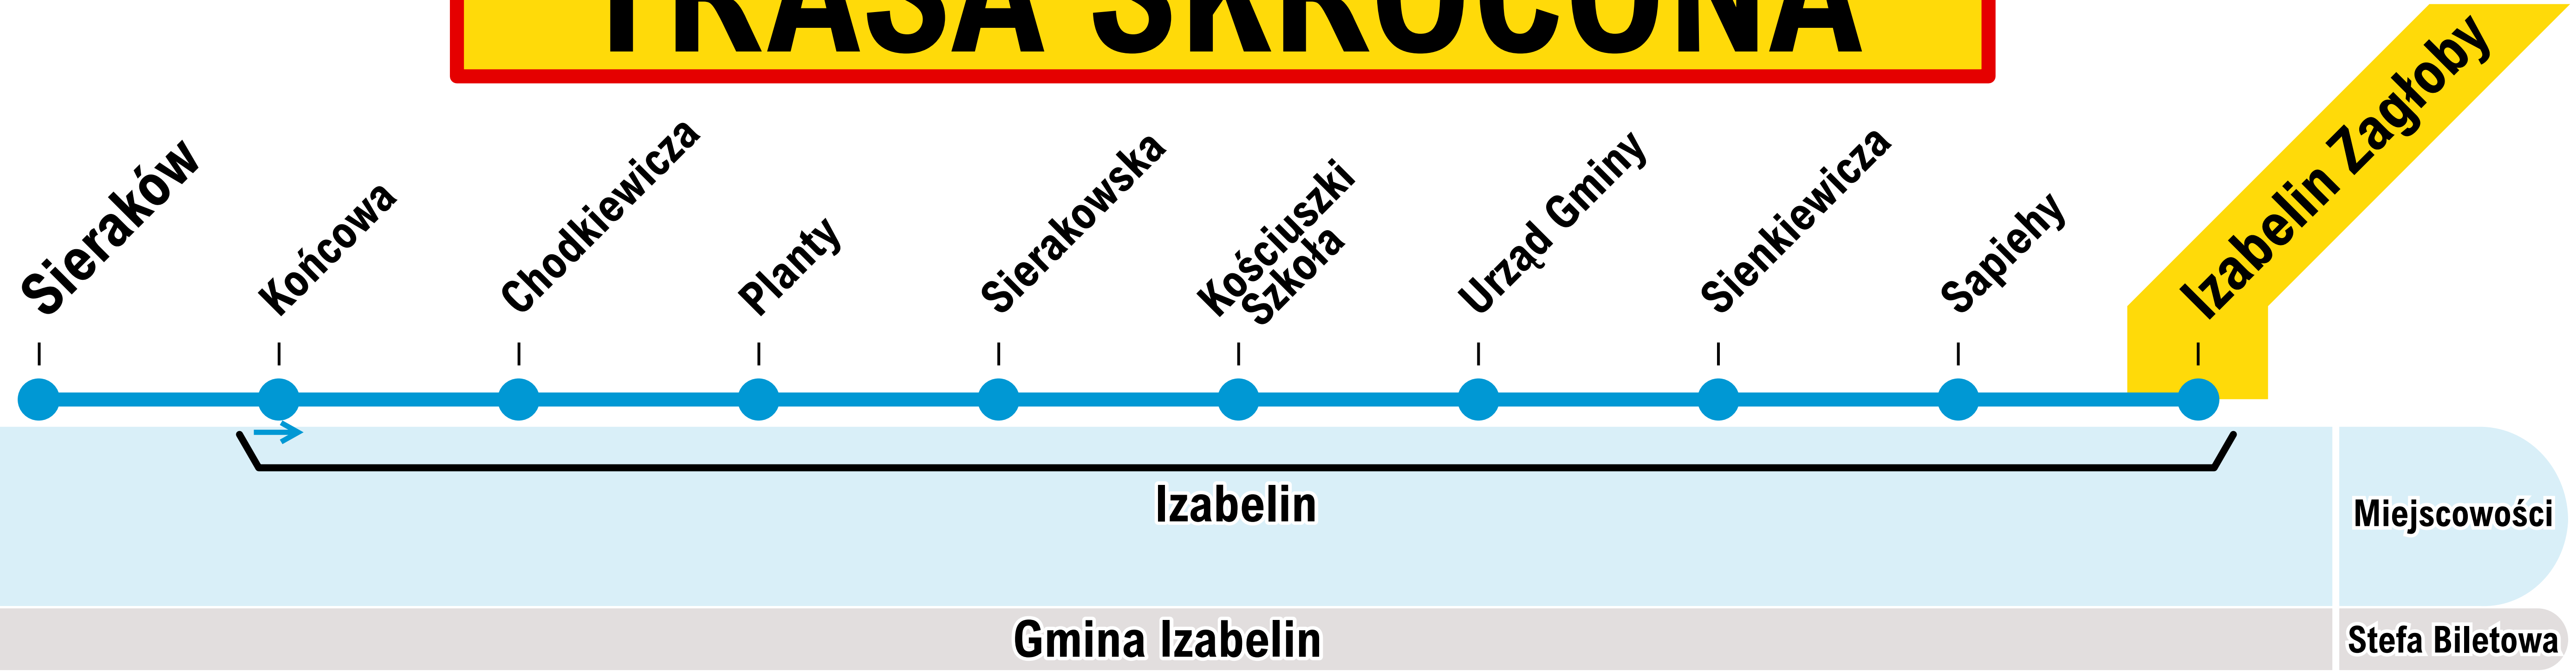 TRASA SKRÓCONA
Sieraków
Końcowa
Chodkiewicza
Planty
Sierakowska
Kościuszki
Szkoła
Urząd Gminy
Sienkiewicza
Sapiehy
Izabelin Zagłoby
Izabelin
Miejscowości
Gmina Izabelin
Stefa Biletowa